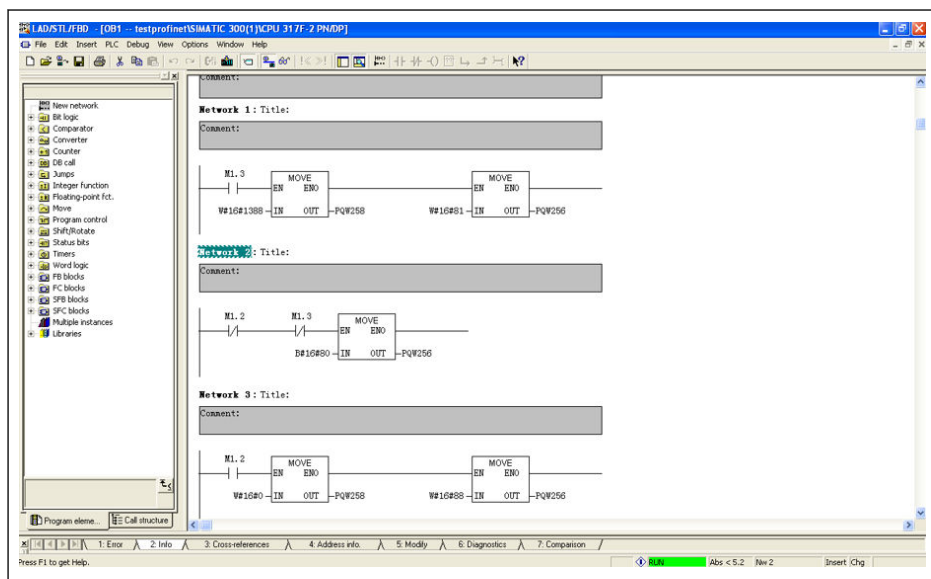 LAD/STL/FBD - [OB1 -- testprofinet\SIMATIC 300(1)\CPU 317F-2 PN/DP]
File Edit Insert PLC Debug View Options Window Help
New network
Bit logic
Comparator
Converter
Counter
DB call
Jumps
Integer function
Floating-point fct.
Move
Program control
Shift/Rotate
Status bits
Timers
Word logic
FB blocks
FC blocks
SFB blocks
SFC blocks
Multiple instances
Libraries
Program eleme...
Call structure
Comment:
Network 1: Title:
Comment:
M1.3
MOVE MOVE
EN ENO EN ENO
W#16#1388 IN OUT PQW258 W#16#81 IN OUT PQW256
Network 2: Title:
Comment:
M1.2 M1.3
MOVE
EN ENO
B#16#80 IN OUT PQW256
Network 3: Title:
Comment:
M1.2
MOVE MOVE
EN ENO EN ENO
W#16#0 IN OUT PQW258 W#16#88 IN OUT PQW256
1: Error 2: Info 3: Cross-references 4: Address info. 5: Modify 6: Diagnostics 7: Comparison
Press F1 to get Help.
RUN Abs < 5.2 Nw 2 Insert Chg